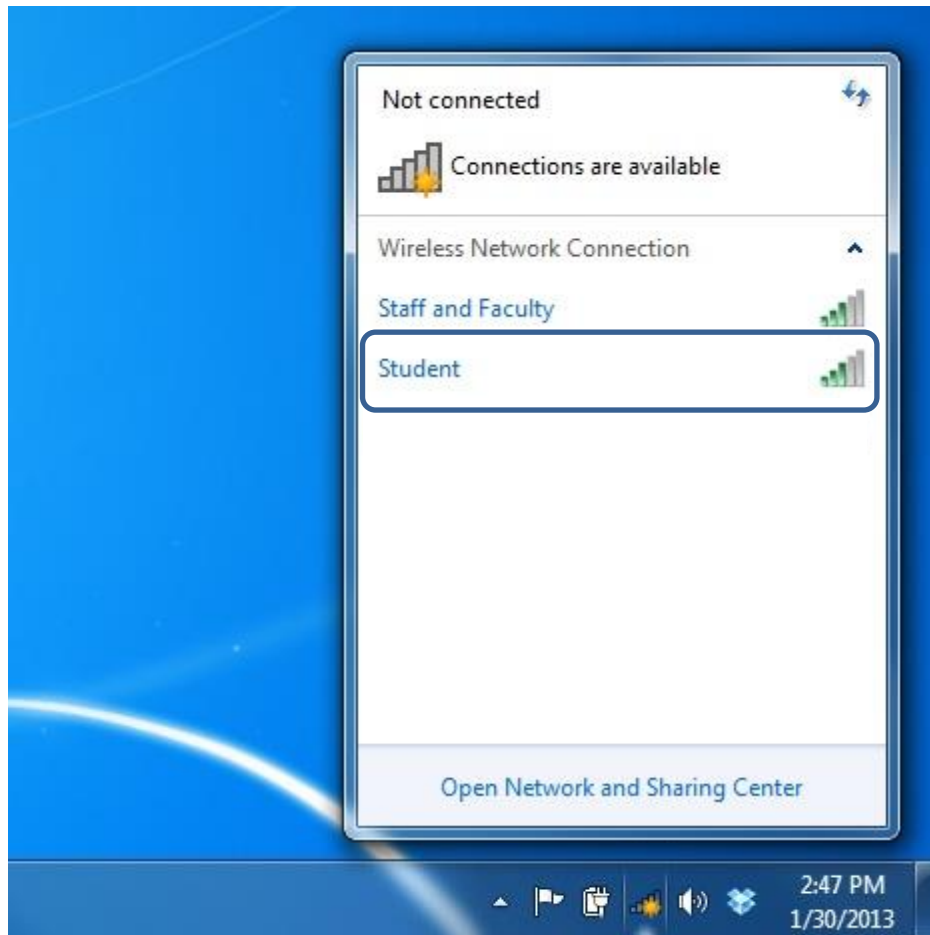 Not connected
Connections are available
Wireless Network Connection
Staff and Faculty
Student
Open Network and Sharing Center
2:47 PM
1/30/2013